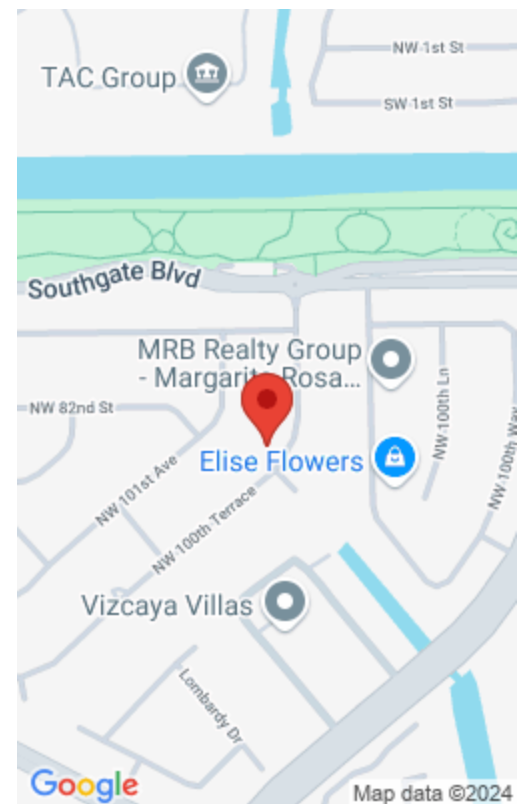 NW 1st St
TAC Group
SW 1st St
Southgate Blvd
MRB Realty Group
- Margarita Rosa...
NW 82nd St
NW 100th Ln
NW 100th Way
Elise Flowers
NW 101st Ave
NW 100th Terrace
Vizcaya Villas
Lombardy Dr
Google
Map data ©2024